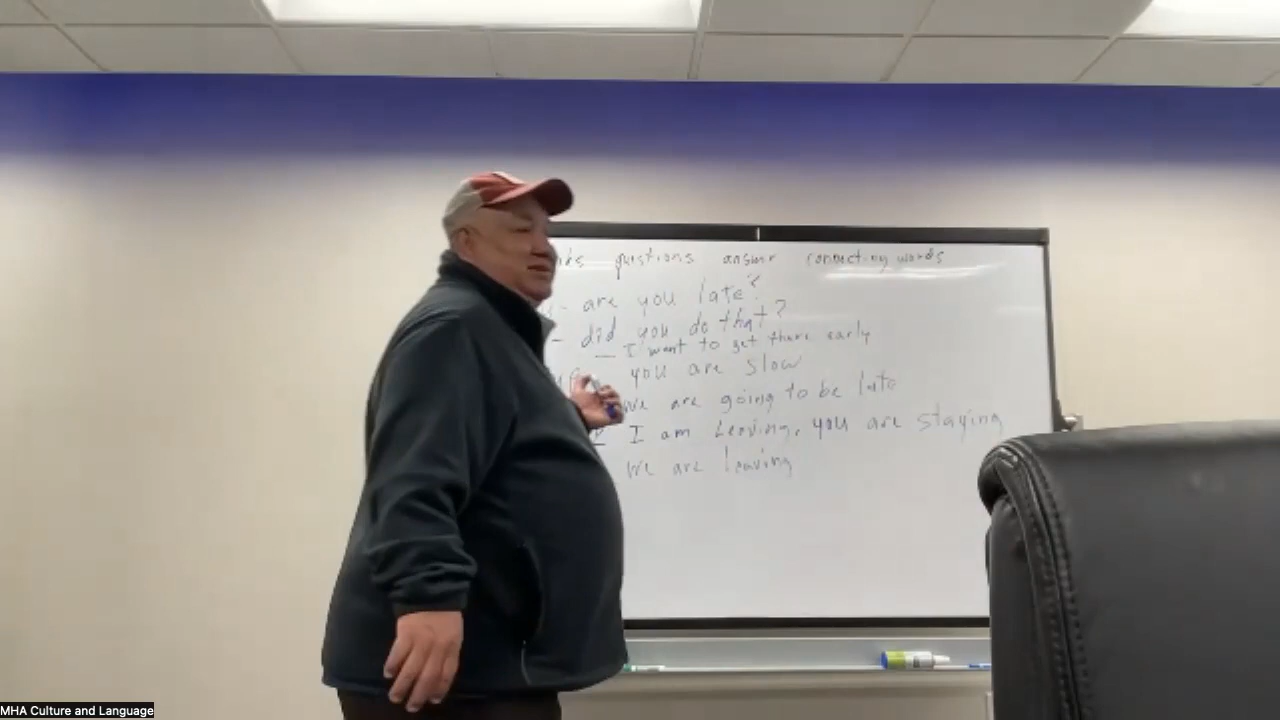 questions answer connecting words
- are you late?
- did you do that?
- I want to get there early
you are slow
we are going to be late
I am leaving, you are staying
we are leaving
MHA Culture and Language